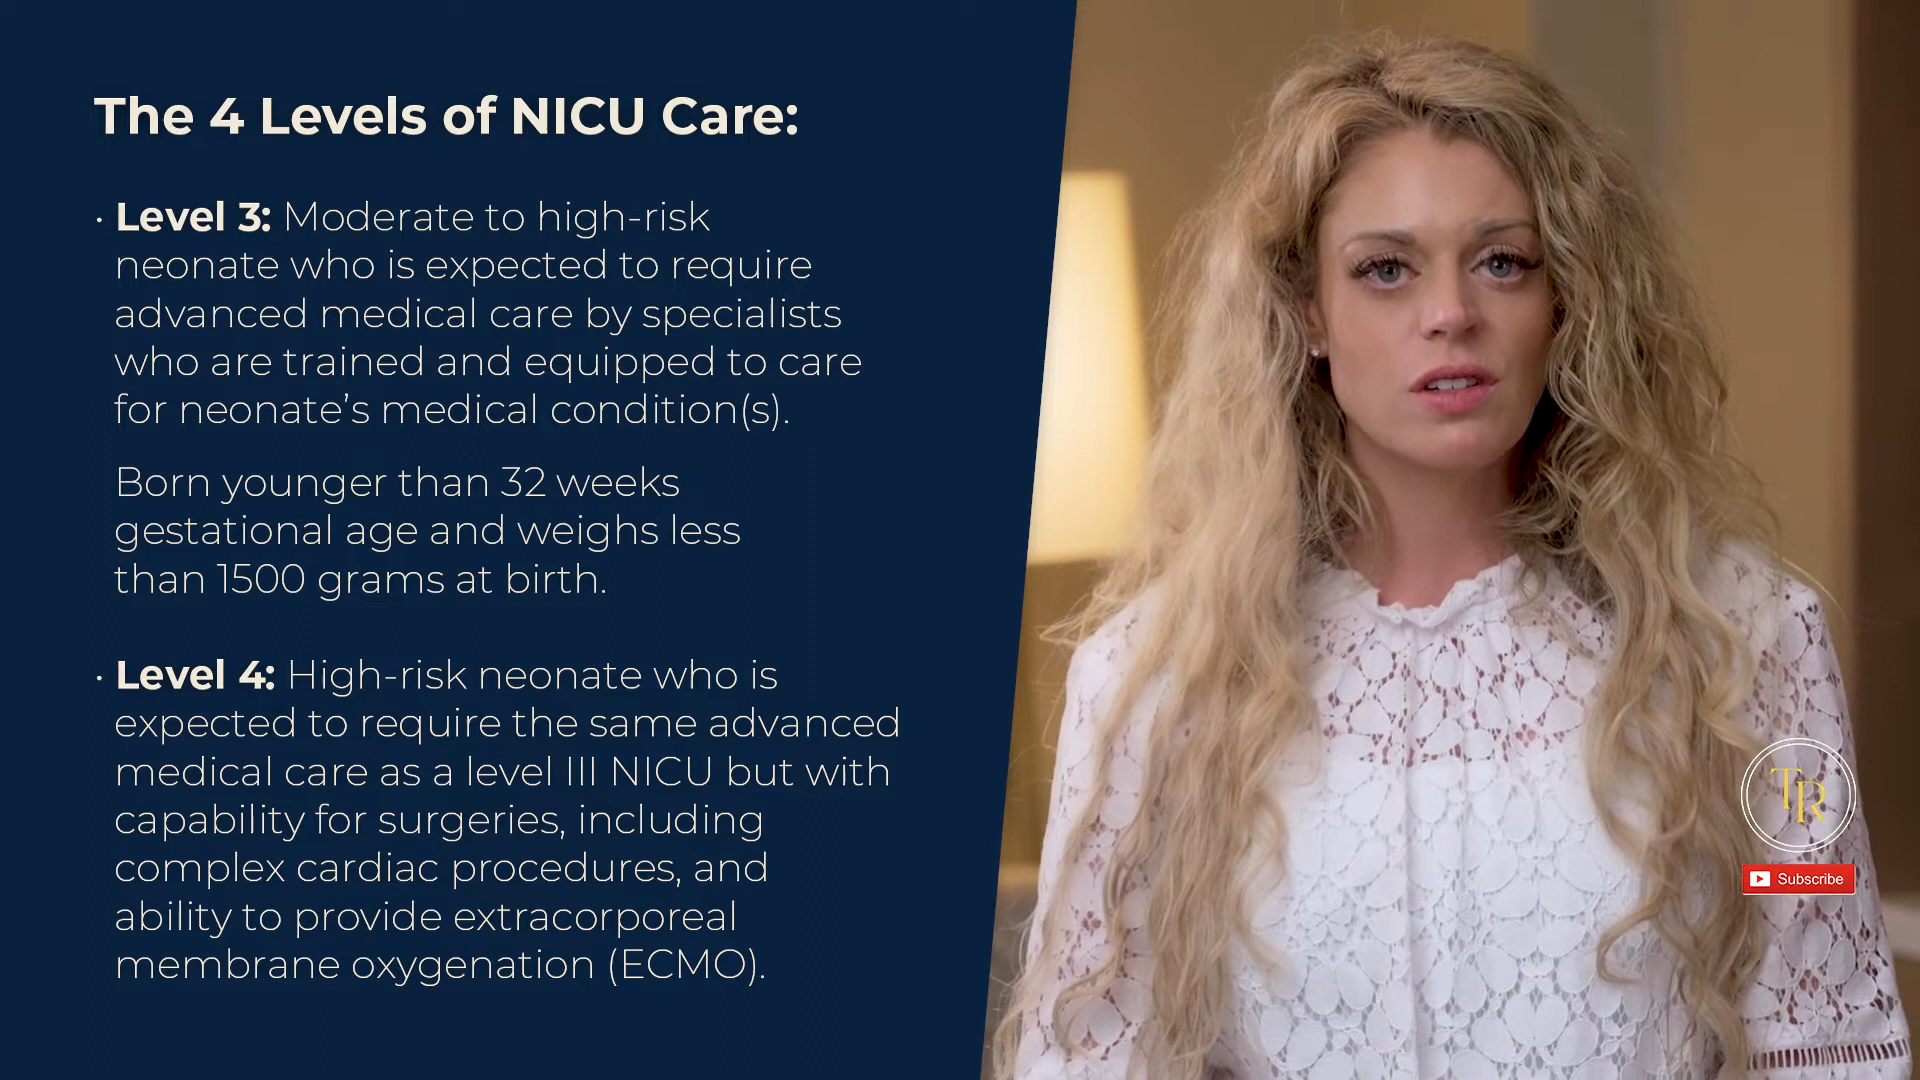 The 4 Levels of NICU Care:
· Level 3: Moderate to high-risk
neonate who is expected to require
advanced medical care by specialists
who are trained and equipped to care
for neonate’s medical condition(s).
Born younger than 32 weeks
gestational age and weighs less
than 1500 grams at birth.
· Level 4: High-risk neonate who is
expected to require the same advanced
medical care as a level III NICU but with
capability for surgeries, including
complex cardiac procedures, and
ability to provide extracorporeal
membrane oxygenation (ECMO).
TR
Subscribe